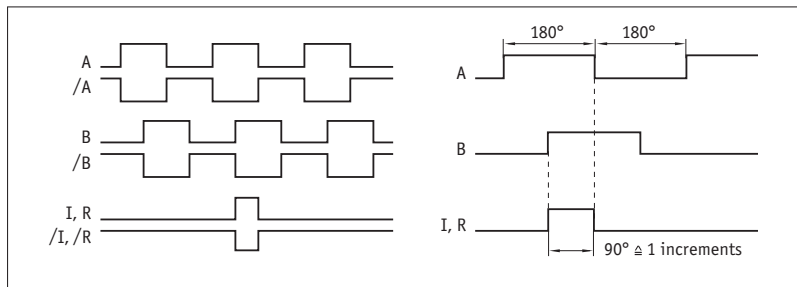 A
/A
B
/B
I, R
/I, /R
180° 180°
A
B
I, R
90° ≙ 1 increments